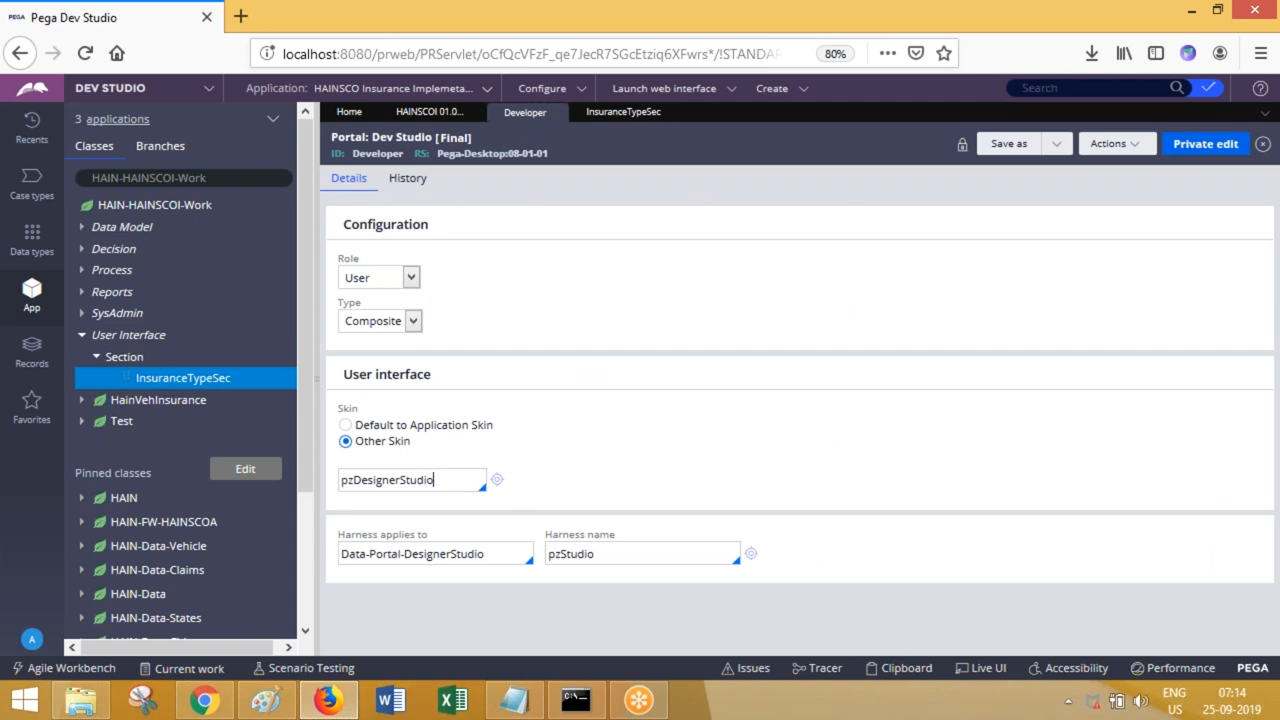 PEGA Pega Dev Studio
localhost:8080/prweb/PRServlet/oCfQcVFzF_qe7JecR7SGcEtziq6XFwrs*/!STANDAR
80%
DEV STUDIO
Application: HAINSCO Insurance Implemeta...
Configure
Launch web interface
Create
Search
Recents
Case types
Data types
App
Records
Favorites
A
3 applications
Classes
Branches
HAIN-HAINSCOI-Work
HAIN-HAINSCOI-Work
Data Model
Decision
Process
Reports
SysAdmin
User Interface
Section
InsuranceTypeSec
HainVehInsurance
Test
Pinned classes
Edit
HAIN
HAIN-FW-HAINSCOA
HAIN-Data-Vehicle
HAIN-Data-Claims
HAIN-Data
HAIN-Data-States
Home
HAINSCOI 01.0...
Developer
InsuranceTypeSec
Portal: Dev Studio [Final]
ID: Developer RS: Pega-Desktop:08-01-01
Save as
Actions
Private edit
Details
History
Configuration
Role
User
Type
Composite
User interface
Skin
Default to Application Skin
Other Skin
pzDesignerStudio
Harness applies to
Harness name
Data-Portal-DesignerStudio
pzStudio
Agile Workbench
Current work
Scenario Testing
Issues
Tracer
Clipboard
Live UI
Accessibility
Performance
PEGA
ENG
US
07:14
25-09-2019